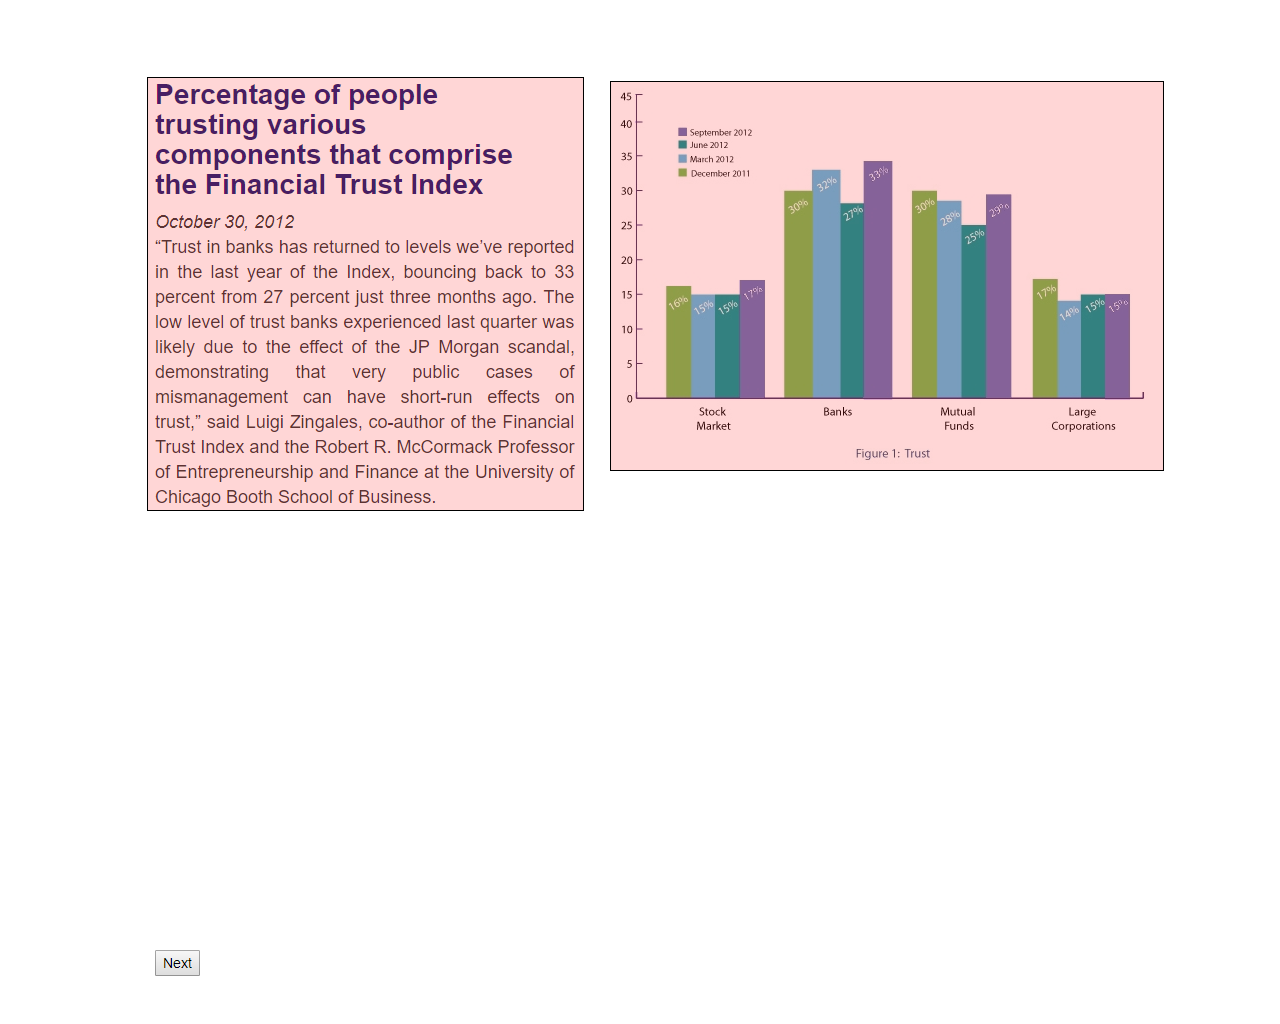 Percentage of people
trusting various
components that comprise
the Financial Trust Index
October 30, 2012
“Trust in banks has returned to levels we’ve reported
in the last year of the Index, bouncing back to 33
percent from 27 percent just three months ago. The
low level of trust banks experienced last quarter was
likely due to the effect of the JP Morgan scandal,
demonstrating that very public cases of
mismanagement can have short-run effects on
trust,” said Luigi Zingales, co-author of the Financial
Trust Index and the Robert R. McCormack Professor
of Entrepreneurship and Finance at the University of
Chicago Booth School of Business.
45
40
35
30
25
20
15
10
5
0
September 2012
June 2012
March 2012
December 2011
16%
15%
15%
17%
30%
32%
27%
33%
30%
28%
25%
29%
17%
14%
15%
15%
Stock
Market
Banks
Mutual
Funds
Large
Corporations
Figure 1: Trust
Next